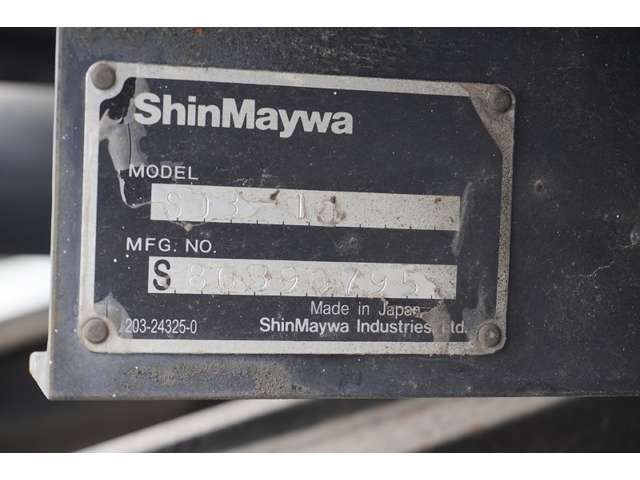 ShinMaywa
MODEL
MFG. NO.
S
Made in Japan
203-24325-0
ShinMaywa Industries, Ltd.